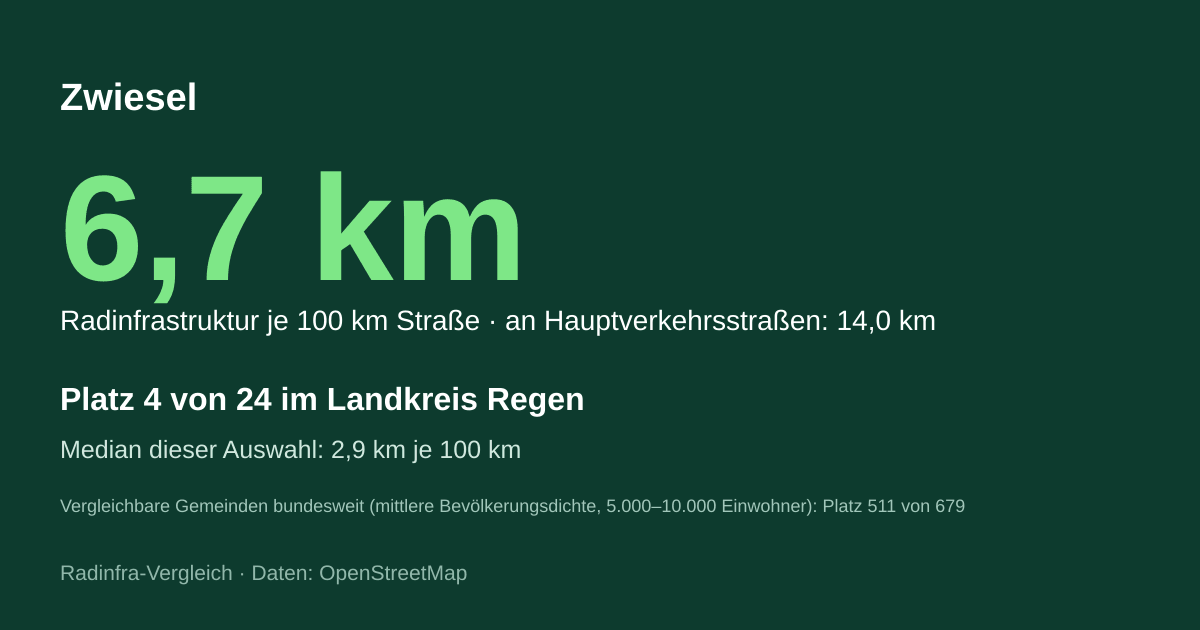 Zwiesel
6,7 km
Radinfrastruktur je 100 km Straße · an Hauptverkehrsstraßen: 14,0 km
Platz 4 von 24 im Landkreis Regen
Median dieser Auswahl: 2,9 km je 100 km
Vergleichbare Gemeinden bundesweit (mittlere Bevölkerungsdichte, 5.000–10.000 Einwohner): Platz 511 von 679
Radinfra-Vergleich · Daten: OpenStreetMap